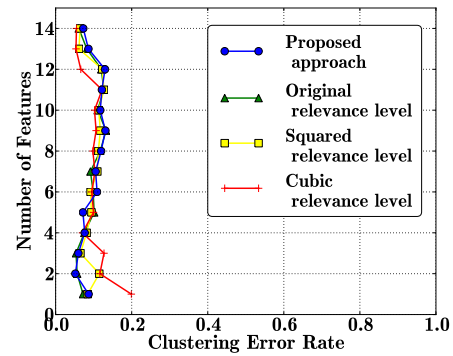 14
12
10
8
6
4
2
0
0.0
0.2
0.4
0.6
0.8
1.0
Number of Features
Clustering Error Rate
Proposed
approach
Original
relevance level
Squared
relevance level
Cubic
relevance level